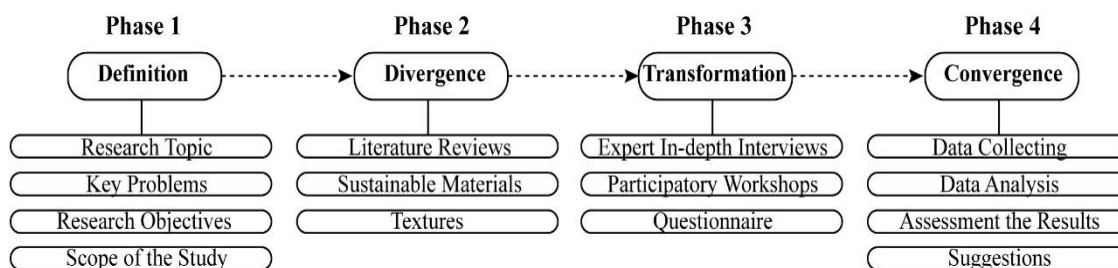 Phase 1
Phase 2
Phase 3
Phase 4
Definition
Divergence
Transformation
Convergence
Research Topic
Literature Reviews
Expert In-depth Interviews
Data Collecting
Key Problems
Sustainable Materials
Participatory Workshops
Data Analysis
Research Objectives
Textures
Questionnaire
Assessment the Results
Scope of the Study
Suggestions